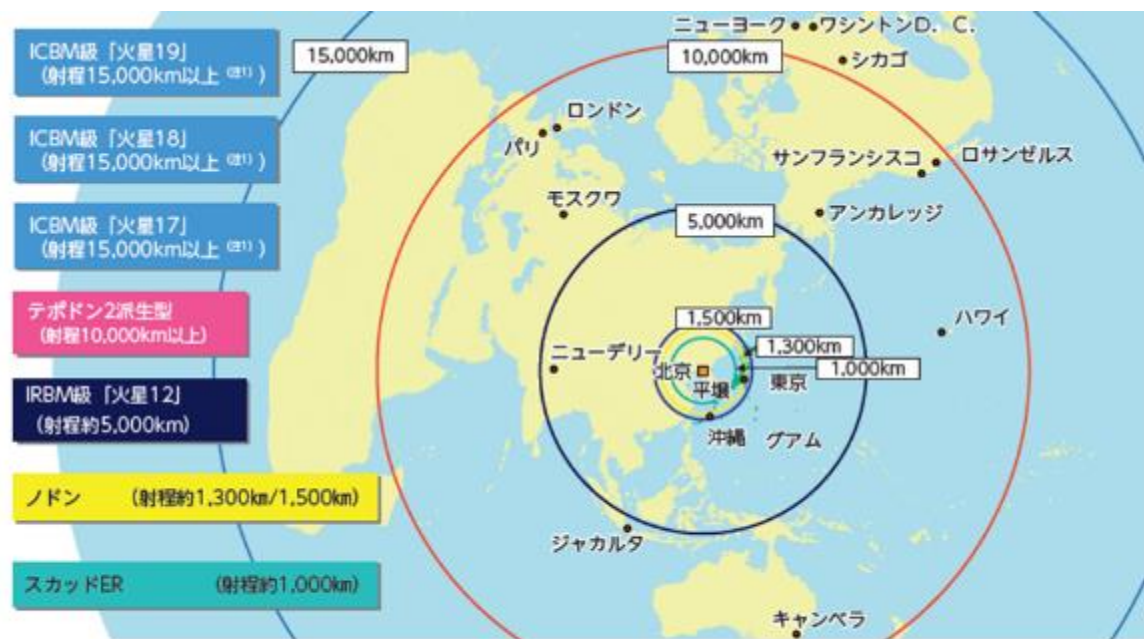 ICBM級「火星19」
(射程15,000km以上(注1))
ICBM級「火星18」
(射程15,000km以上(注1))
ICBM級「火星17」
(射程15,000km以上(注1))
テポドン2派生型
(射程10,000km以上)
IRBM級「火星12」
(射程約5,000km)
ノドン (射程約1,300km/1,500km)
スカッドER (射程約1,000km)
15,000km
ニューヨーク
ワシントンD.C.
10,000km
シカゴ
ロンドン
パリ
サンフランシスコ
ロサンゼルス
モスクワ
5,000km
アンカレッジ
1,500km
ハワイ
ニューデリー
1,300km
北京
1,000km
平壌
東京
沖縄
グアム
ジャカルタ
キャンベラ